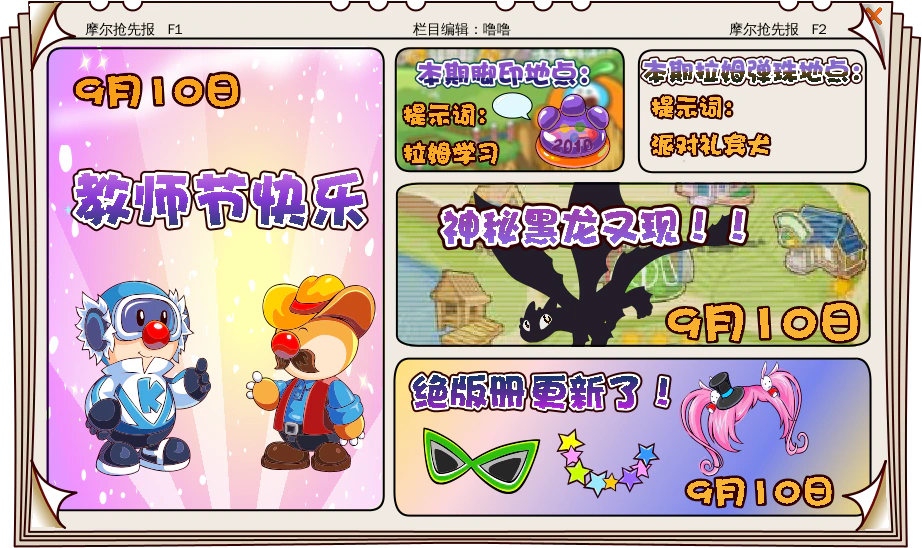 摩尔抢先报 F1
栏目编辑：噜噜
摩尔抢先报 F2
9月10日
教师节快乐
K
本期脚印地点：
提示词：
拉姆学习
2010
本期拉姆弹珠地点：
提示词：
派对礼宾犬
神秘黑龙又现！！
9月10日
绝版册更新了！
9月10日